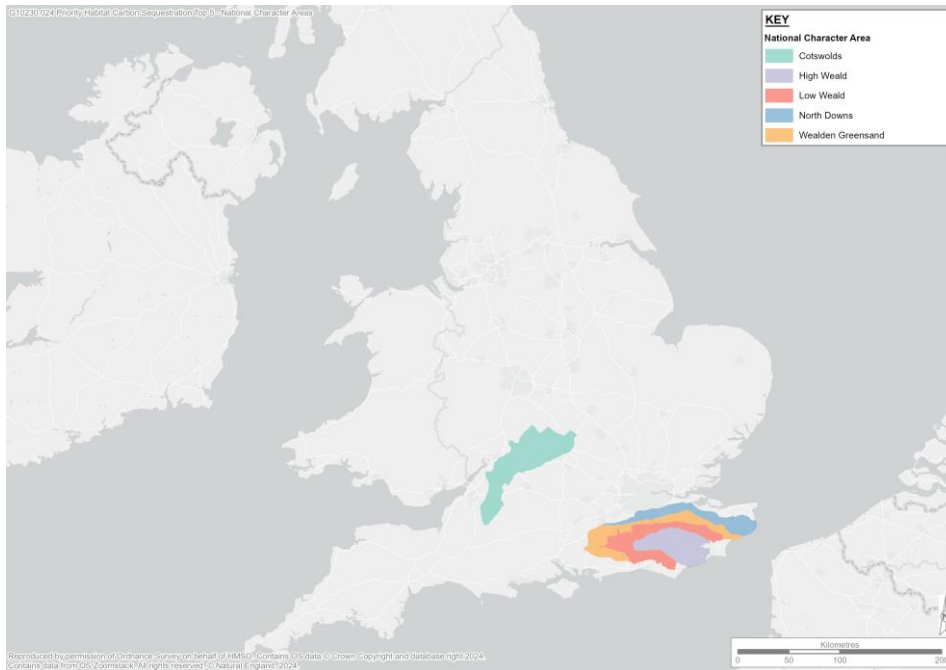 G10230.024 Priority Habitat Carbon Sequestration Top 5 - National Character Areas
KEY
National Character Area
Cotswolds
High Weald
Low Weald
North Downs
Wealden Greensand
Kilometres
0 50 100 200
Reproduced by permission of Ordnance Survey on behalf of HMSO. Contains OS data © Crown Copyright and database right 2024.
Contains data from OS Zoomstack. All rights reserved. © Natural England, 2024.